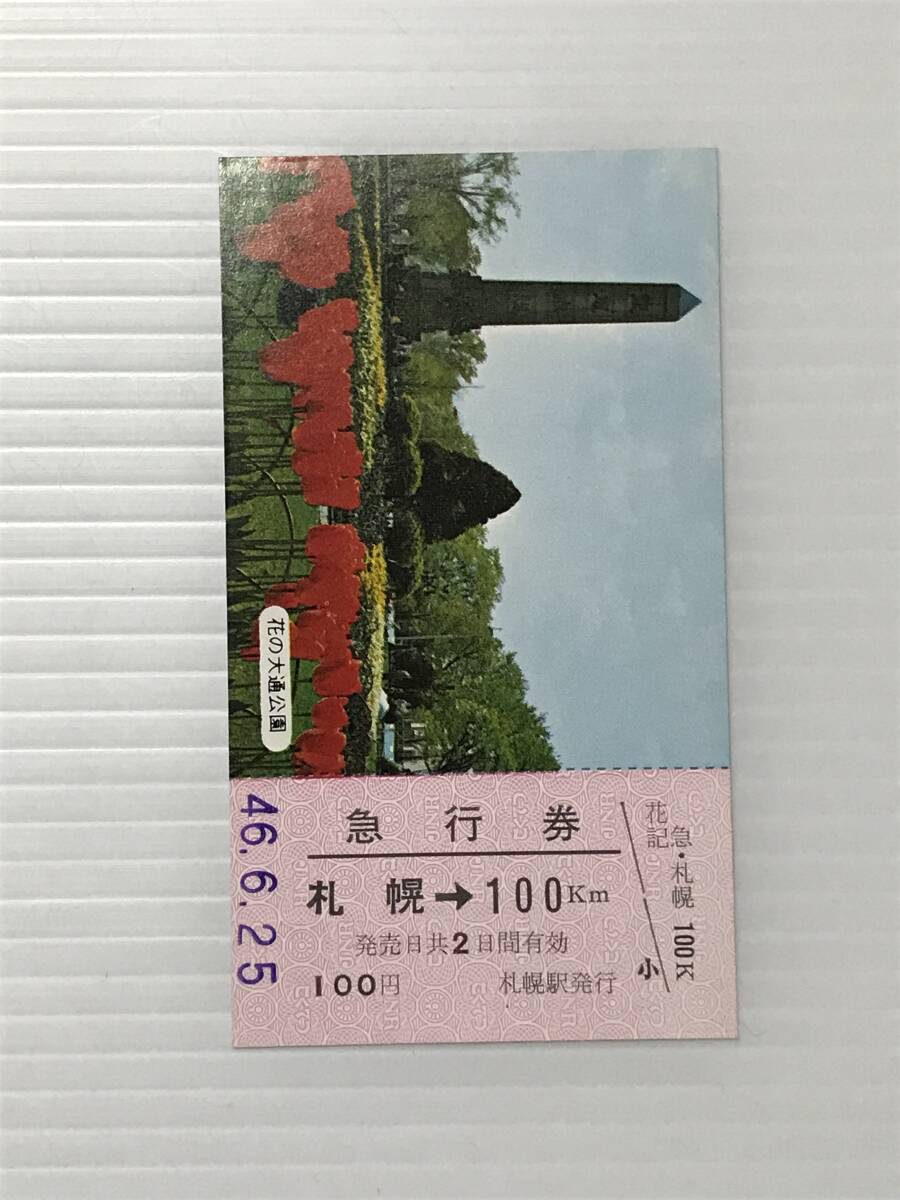 花の大通公園
46.6.25
急行券
札幌→100Km
発売日共2日間有効
100円 札幌駅発行
花記
急・札幌 100K
小